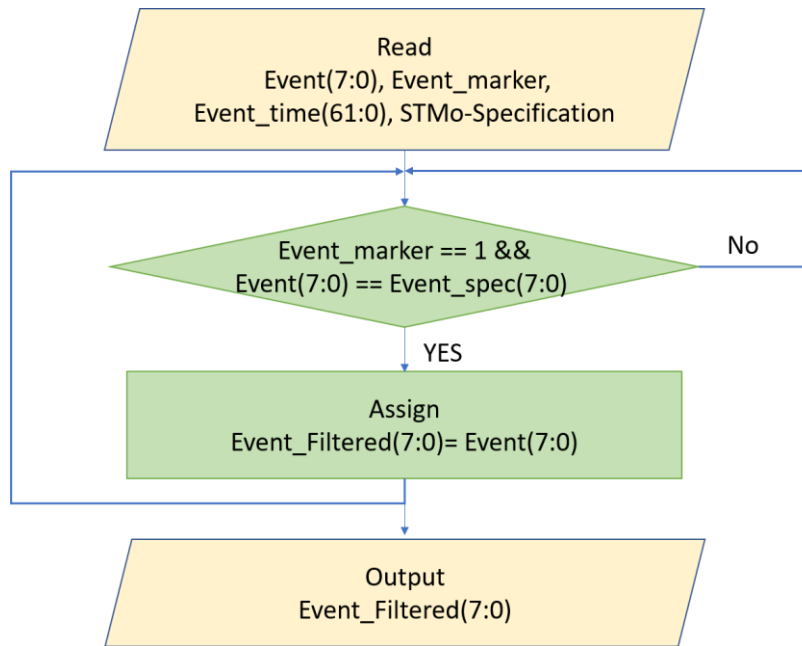 Read
Event(7:0), Event_marker,
Event_time(61:0), STMo-Specification
Event_marker == 1 &&
Event(7:0) == Event_spec(7:0)
No
YES
Assign
Event_Filtered(7:0)= Event(7:0)
Output
Event_Filtered(7:0)